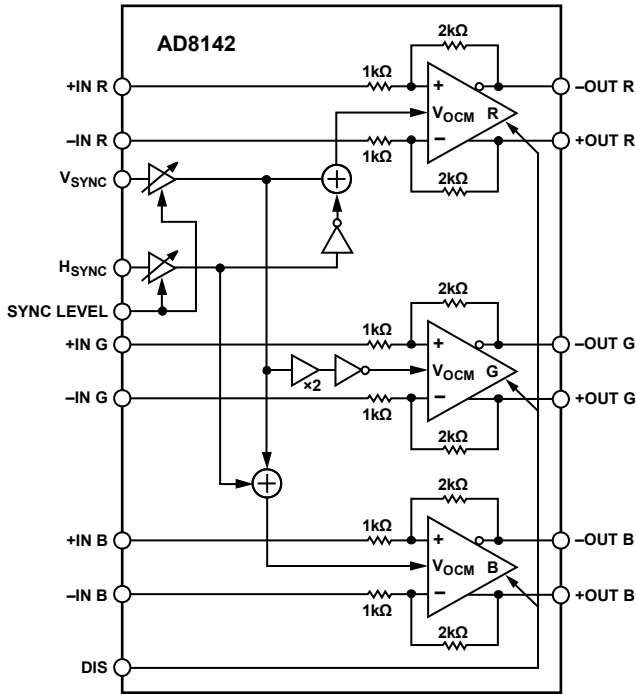 AD8142
2kΩ
+IN R
1kΩ
+
–OUT R
VOCM R
–IN R
1kΩ
–
+OUT R
VSYNC
2kΩ
HSYNC
SYNC LEVEL
2kΩ
+IN G
1kΩ
+
–OUT G
×2
VOCM G
–IN G
1kΩ
–
+OUT G
2kΩ
2kΩ
+IN B
1kΩ
+
–OUT B
VOCM B
–IN B
1kΩ
–
+OUT B
2kΩ
DIS